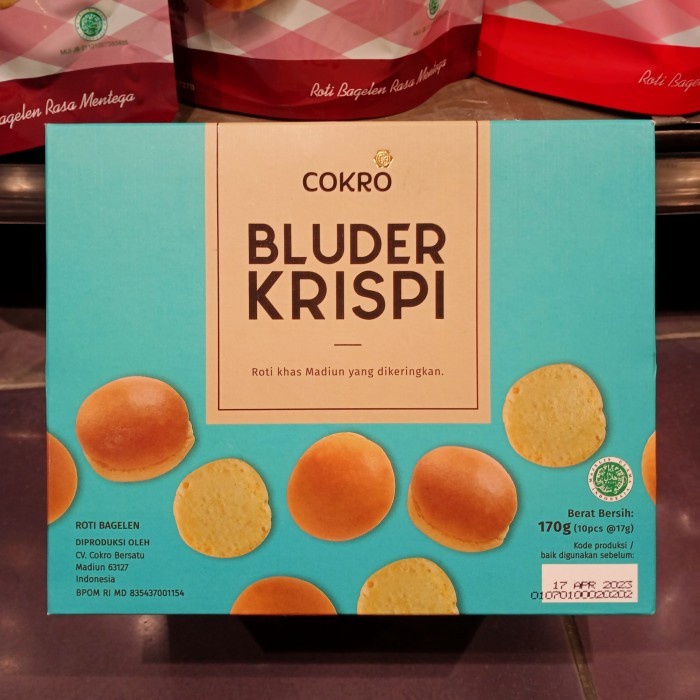 Roti Bagelen Rasa Mentega
Rasa Mentega
Roti
COKRO
BLUDER
KRISPI
Roti khas Madiun yang dikeringkan.
ROTI BAGELEN
DIPRODUKSI OLEH
CV. Cokro Bersatu
Madiun 63127
Indonesia
BPOM RI MD 835437001154
Berat Bersih:
170g (10pcs @17g)
Kode produksi /
baik digunakan sebelum:
17 APR 2023
01070100020202